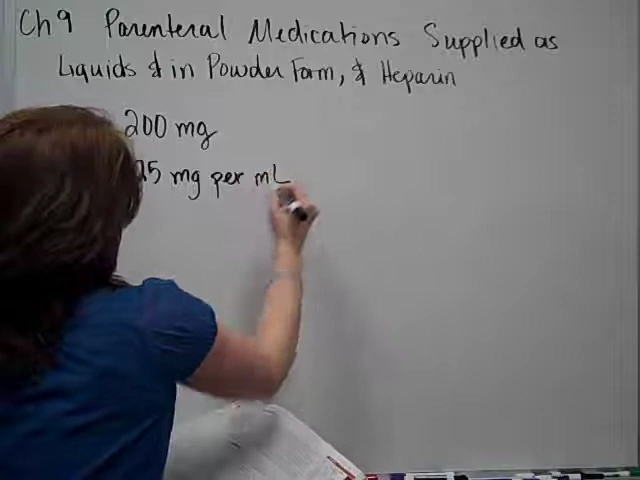 Ch 9 Parenteral Medications Supplied as
Liquids & in Powder Form, & Heparin
200 mg
25 mg per mL